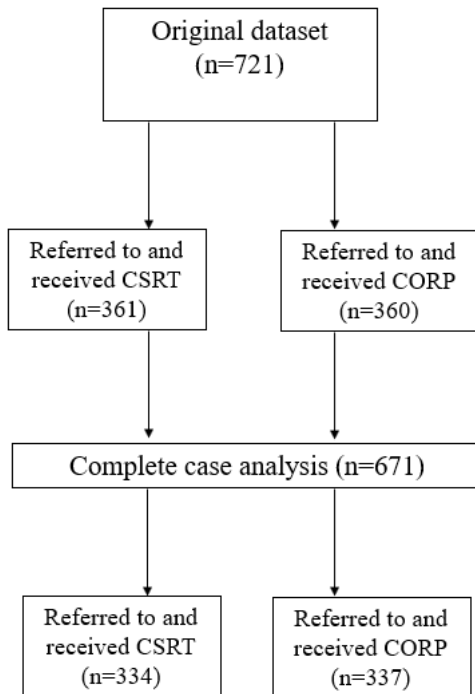 Original dataset
(n=721)
Referred to and
received CSRT
(n=361)
Referred to and
received CORP
(n=360)
Complete case analysis (n=671)
Referred to and
received CSRT
(n=334)
Referred to and
received CORP
(n=337)